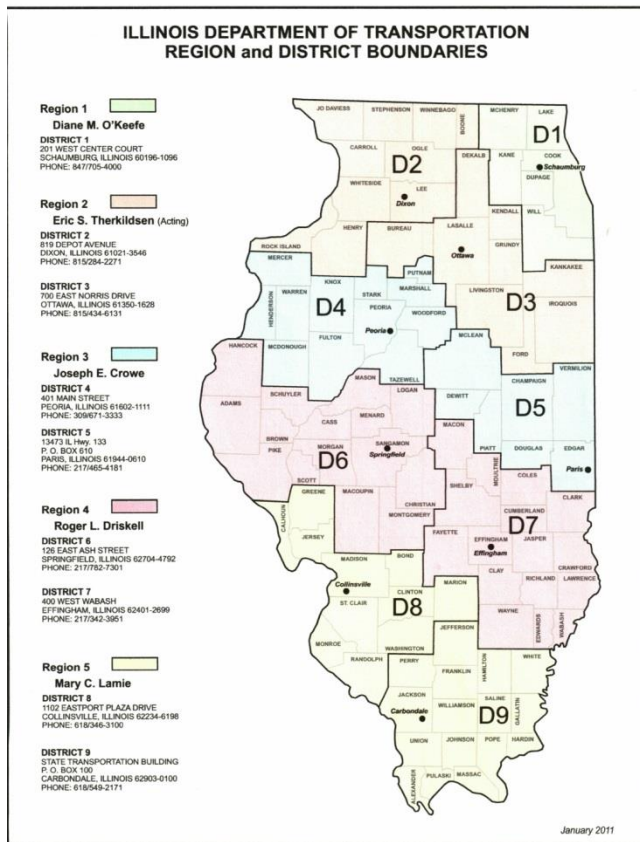 ILLINOIS DEPARTMENT OF TRANSPORTATION
REGION and DISTRICT BOUNDARIES
Region 1
Diane M. O'Keefe
DISTRICT 1
201 WEST CENTER COURT
SCHAUMBURG, ILLINOIS 60196-1096
PHONE: 847/705-4000
Region 2
Eric S. Therkildsen (Acting)
DISTRICT 2
819 DEPOT AVENUE
DIXON, ILLINOIS 61021-3546
PHONE: 815/284-2271
DISTRICT 3
700 EAST NORRIS DRIVE
OTTAWA, ILLINOIS 61350-1628
PHONE: 815/434-6131
Region 3
Joseph E. Crowe
DISTRICT 4
401 MAIN STREET
PEORIA, ILLINOIS 61602-1111
PHONE: 309/671-3333
DISTRICT 5
13473 IL Hwy. 133
P. O. BOX 610
PARIS, ILLINOIS 61944-0610
PHONE: 217/465-4181
Region 4
Roger L. Driskell
DISTRICT 6
126 EAST ASH STREET
SPRINGFIELD, ILLINOIS 62704-4792
PHONE: 217/782-7301
DISTRICT 7
400 WEST WABASH
EFFINGHAM, ILLINOIS 62401-2699
PHONE: 217/342-3951
Region 5
Mary C. Lamie
DISTRICT 8
1102 EASTPORT PLAZA DRIVE
COLLINSVILLE, ILLINOIS 62234-6198
PHONE: 618/346-3100
DISTRICT 9
STATE TRANSPORTATION BUILDING
P. O. BOX 100
CARBONDALE, ILLINOIS 62903-0100
PHONE: 618/549-2171
JO DAVIESS
STEPHENSON
WINNEBAGO
BOONE
MCHENRY
LAKE
D1
CARROLL
OGLE
D2
DEKALB
KANE
COOK
Schaumburg
DUPAGE
WHITESIDE
LEE
Dixon
KENDALL
WILL
ROCK ISLAND
HENRY
BUREAU
LASALLE
Ottawa
GRUNDY
MERCER
KNOX
STARK
PUTNAM
MARSHALL
KANKAKEE
LIVINGSTON
D3
IROQUOIS
HENDERSON
WARREN
D4
PEORIA
Peoria
WOODFORD
MCDONOUGH
FULTON
TAZEWELL
MCLEAN
FORD
HANCOCK
VERMILION
SCHUYLER
MASON
LOGAN
DEWITT
CHAMPAIGN
D5
ADAMS
BROWN
CASS
MENARD
MACON
PIATT
DOUGLAS
EDGAR
Paris
PIKE
MORGAN
D6
SANGAMON
Springfield
SCOTT
MOULTRIE
COLES
SHELBY
CLARK
GREENE
MACOUPIN
CHRISTIAN
MONTGOMERY
CUMBERLAND
D7
CALHOUN
JERSEY
FAYETTE
EFFINGHAM
Effingham
JASPER
CRAWFORD
MADISON
BOND
CLAY
RICHLAND
LAWRENCE
Collinsville
ST. CLAIR
CLINTON
D8
MARION
WAYNE
EDWARDS
WABASH
MONROE
WASHINGTON
JEFFERSON
RANDOLPH
PERRY
FRANKLIN
HAMILTON
WHITE
JACKSON
Carbondale
WILLIAMSON
SALINE
D9
GALLATIN
UNION
JOHNSON
POPE
HARDIN
ALEXANDER
PULASKI
MASSAC
January 2011